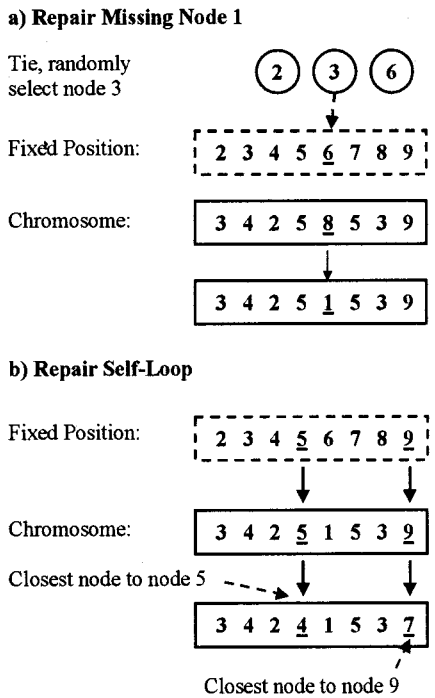 a) Repair Missing Node 1
Tie, randomly
select node 3
2 3 6
Fixed Position:
2 3 4 5 6 7 8 9
Chromosome:
3 4 2 5 8 5 3 9
3 4 2 5 1 5 3 9
b) Repair Self-Loop
Fixed Position:
2 3 4 5 6 7 8 9
Chromosome:
3 4 2 5 1 5 3 9
Closest node to node 5
3 4 2 4 1 5 3 7
Closest node to node 9